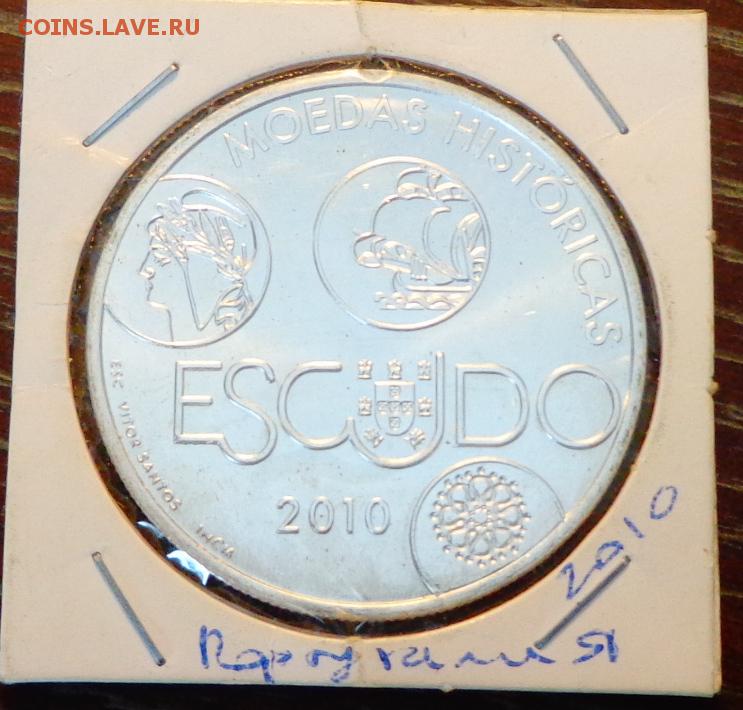 COINS.LAVE.RU
MOEDAS HISTÓRICAS
ESCUDO
ESC VITOR SANTOS INCM
2010
2010
Португалия